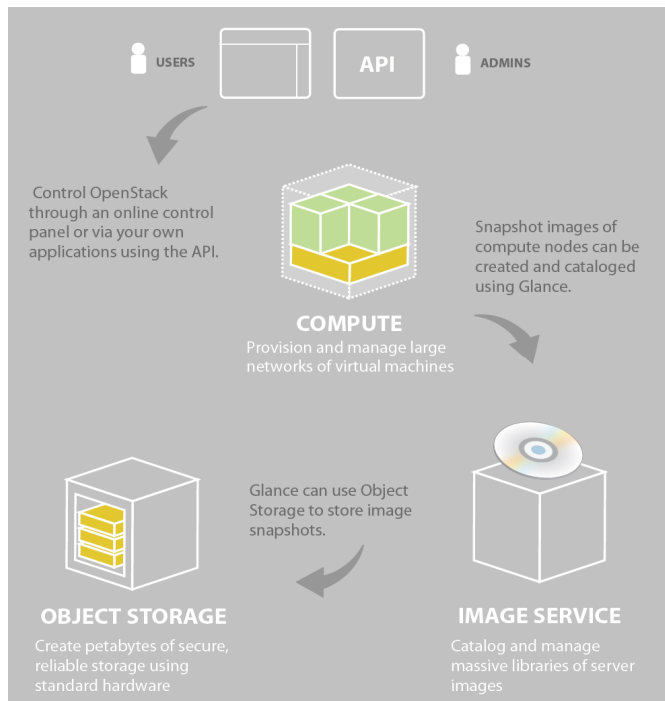 USERS
API
ADMINS
Control OpenStack
through an online control
panel or via your own
applications using the API.
Snapshot images of
compute nodes can be
created and cataloged
using Glance.
COMPUTE
Provision and manage large
networks of virtual machines
Glance can use Object
Storage to store image
snapshots.
OBJECT STORAGE
Create petabytes of secure,
reliable storage using
standard hardware
IMAGE SERVICE
Catalog and manage
massive libraries of server
images